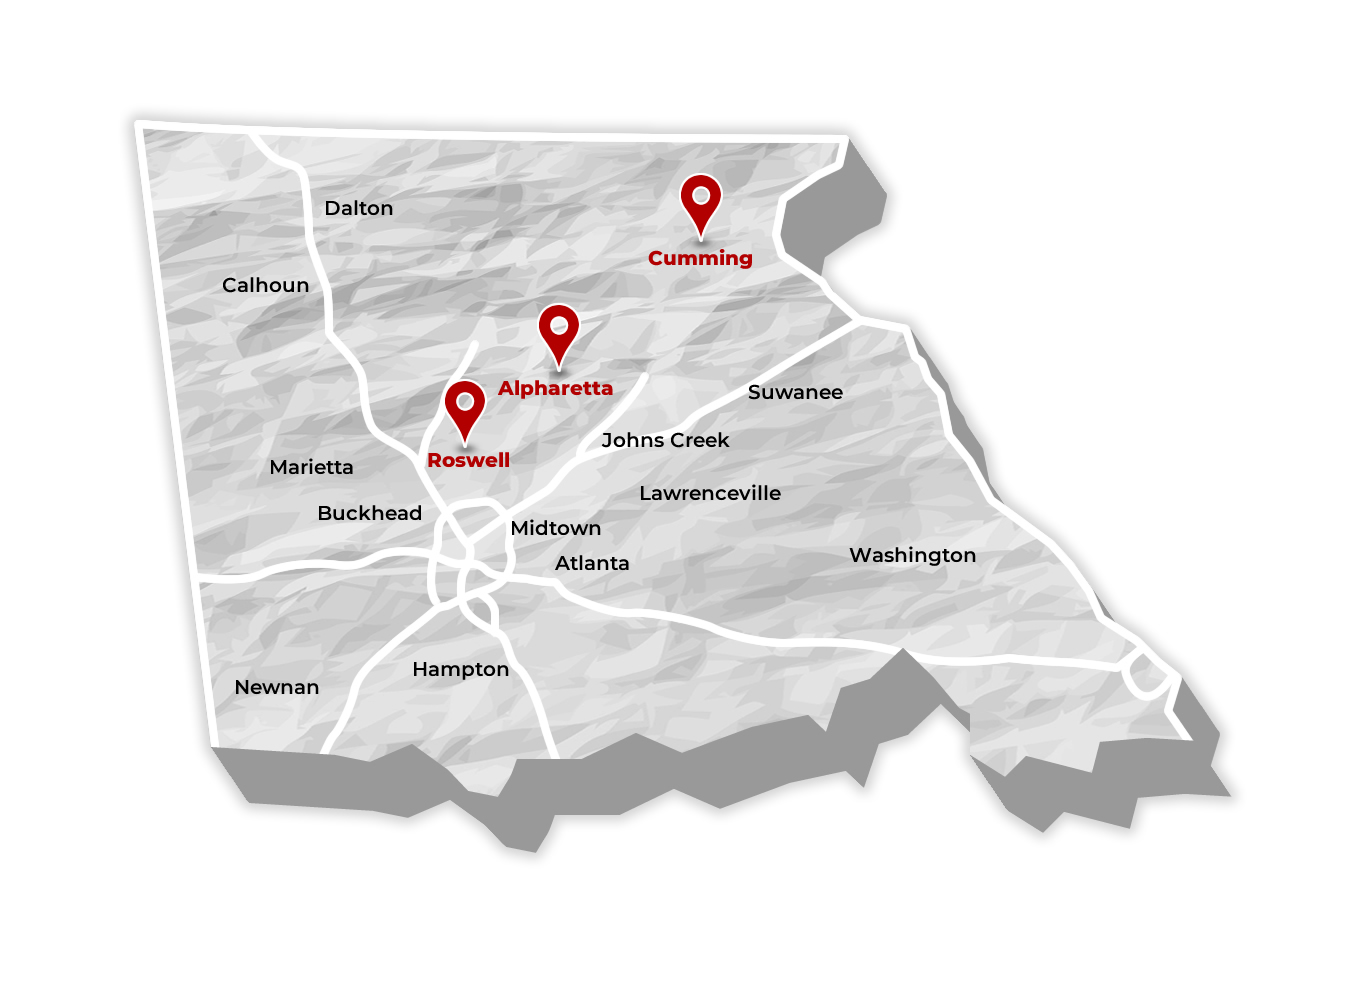 Dalton
Cumming
Calhoun
Alpharetta
Suwanee
Johns Creek
Roswell
Marietta
Lawrenceville
Buckhead
Midtown
Washington
Atlanta
Hampton
Newnan